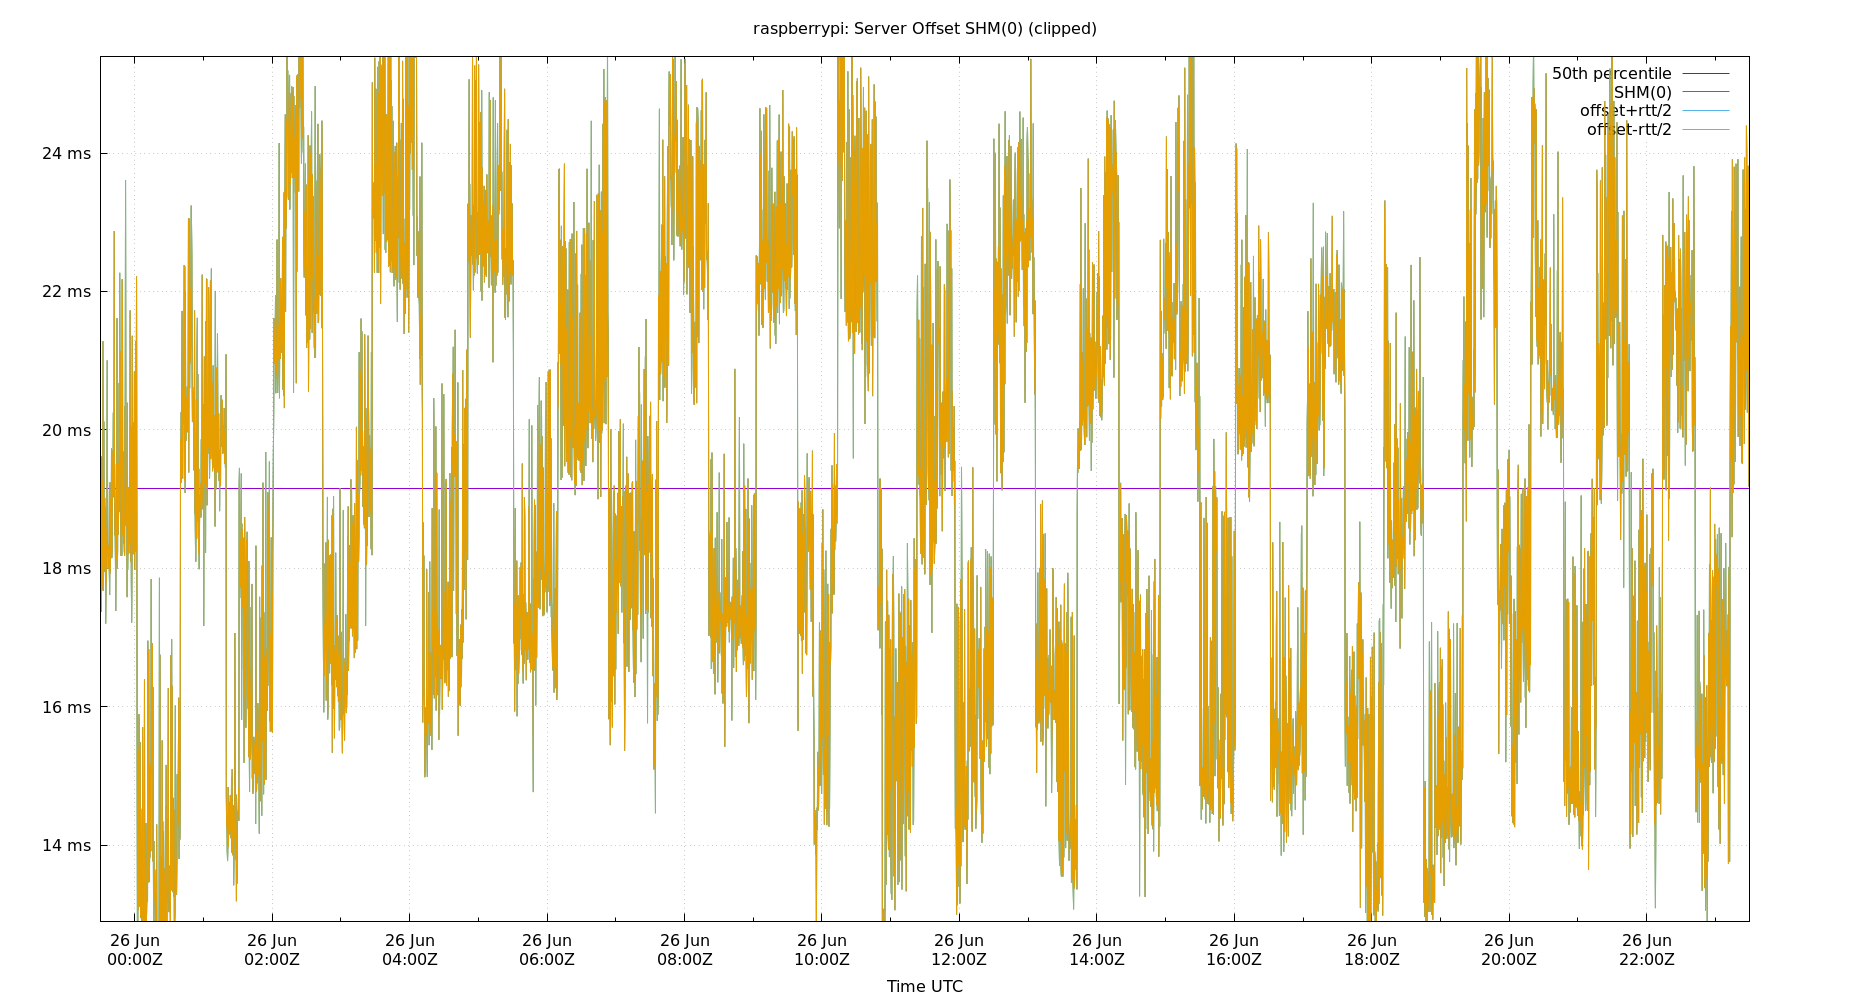 raspberrypi: Server Offset SHM(0) (clipped)
50th percentile
SHM(0)
offset+rtt/2
offset-rtt/2
24 ms
22 ms
20 ms
18 ms
16 ms
14 ms
26 Jun 26 Jun 26 Jun 26 Jun 26 Jun 26 Jun 26 Jun 26 Jun 26 Jun 26 Jun 26 Jun 26 Jun
00:00Z 02:00Z 04:00Z 06:00Z 08:00Z 10:00Z 12:00Z 14:00Z 16:00Z 18:00Z 20:00Z 22:00Z
Time UTC